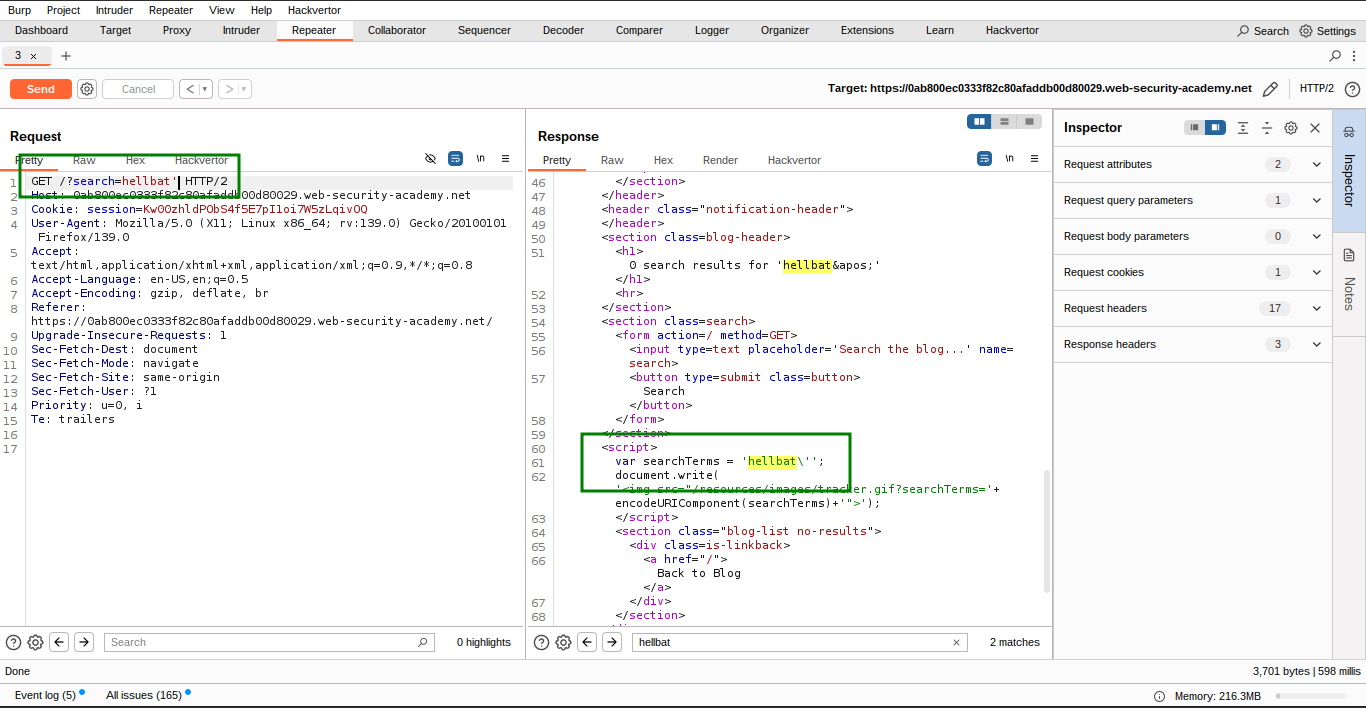 Burp Project Intruder Repeater View Help Hackvertor
Dashboard Target Proxy Intruder Repeater Collaborator Sequencer Decoder Comparer Logger Organizer Extensions Learn Hackvertor Search Settings
3 × +
Send Cancel < > Target: https://0ab800ec0333f82c80afaddb00d80029.web-security-academy.net HTTP/2
Request
Pretty Raw Hex Hackvertor \n
1 GET /?search=hellbat' HTTP/2
2 Host: 0ab800ec0333f82c80afaddb00d80029.web-security-academy.net
3 Cookie: session=Kw00zhldPObS4f5E7pI1oi7W5zLqivOQ
4 User-Agent: Mozilla/5.0 (X11; Linux x86_64; rv:139.0) Gecko/20100101
Firefox/139.0
5 Accept:
text/html,application/xhtml+xml,application/xml;q=0.9,*/*;q=0.8
6 Accept-Language: en-US,en;q=0.5
7 Accept-Encoding: gzip, deflate, br
8 Referer:
https://0ab800ec0333f82c80afaddb00d80029.web-security-academy.net/
9 Upgrade-Insecure-Requests: 1
10 Sec-Fetch-Dest: document
11 Sec-Fetch-Mode: navigate
12 Sec-Fetch-Site: same-origin
13 Sec-Fetch-User: ?1
14 Priority: u=0, i
15 Te: trailers
16
17
Search 0 highlights
Response
Pretty Raw Hex Render Hackvertor \n
46 </section>
47 </header>
48 <header class="notification-header">
49 </header>
50 <section class=blog-header>
51 <h1>
0 search results for 'hellbat&apos;'
</h1>
52 <hr>
53 </section>
54 <section class=search>
55 <form action=/ method=GET>
56 <input type=text placeholder='Search the blog...' name=
search>
57 <button type=submit class=button>
Search
</button>
58 </form>
59 </section>
60 <script>
61 var searchTerms = 'hellbat\'';
62 document.write(
'<img src="/resources/images/tracker.gif?searchTerms='+
encodeURIComponent(searchTerms)+'">');
63 </script>
64 <section class="blog-list no-results">
65 <div class=is-linkback>
66 <a href="/">
Back to Blog
</a>
67 </div>
68 </section>
hellbat × 2 matches
Inspector
Request attributes 2
Request query parameters 1
Request body parameters 0
Request cookies 1
Request headers 17
Response headers 3
Inspector
Notes
Done 3,701 bytes | 598 millis
Event log (5) All issues (165) Memory: 216.3MB